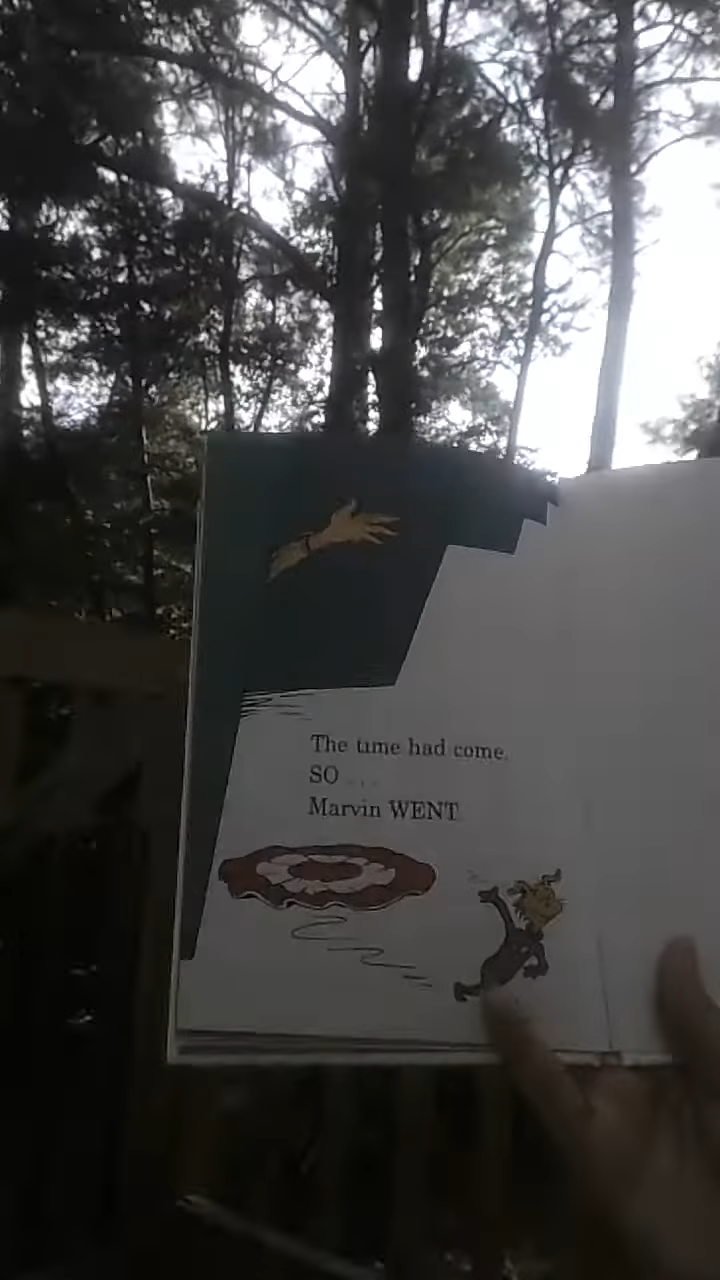 The time had come.
SO . . .
Marvin WENT.